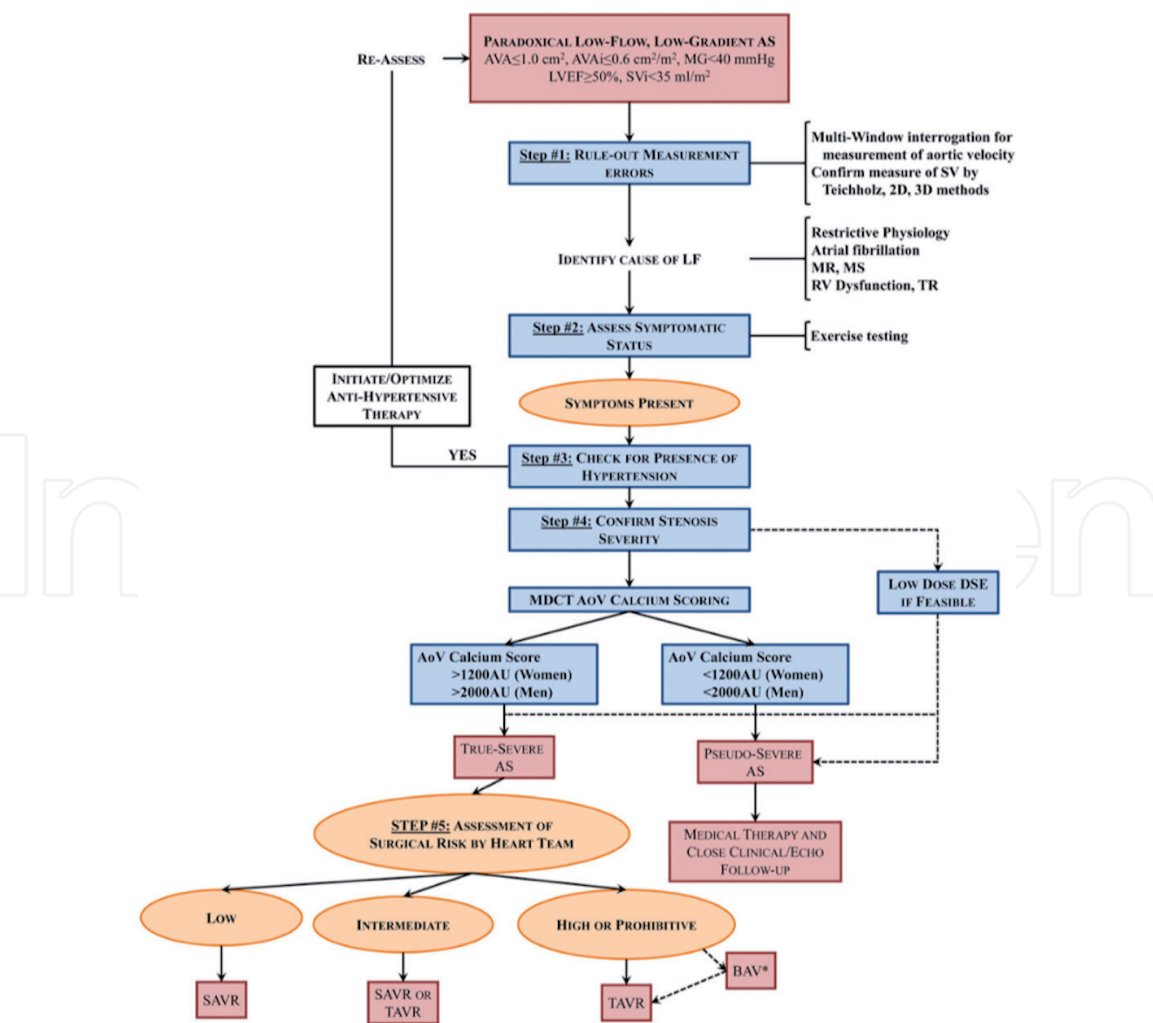 PARADOXICAL LOW-FLOW, LOW-GRADIENT AS
AVA≤1.0 cm², AVAi≤0.6 cm²/m², MG<40 mmHg
LVEF≥50%, SVi<35 ml/m²
RE-ASSESS
Step #1: RULE-OUT MEASUREMENT
ERRORS
Multi-Window interrogation for
measurement of aortic velocity
Confirm measure of SV by
Teichholz, 2D, 3D methods
IDENTIFY CAUSE OF LF
Restrictive Physiology
Atrial fibrillation
MR, MS
RV Dysfunction, TR
Step #2: ASSESS SYMPTOMATIC
STATUS
Exercise testing
INITIATE/OPTIMIZE
ANTI-HYPERTENSIVE
THERAPY
SYMPTOMS PRESENT
YES
Step #3: CHECK FOR PRESENCE OF
HYPERTENSION
Step #4: CONFIRM STENOSIS
SEVERITY
LOW DOSE DSE
IF FEASIBLE
MDCT AOV CALCIUM SCORING
AoV Calcium Score
>1200AU (Women)
>2000AU (Men)
AoV Calcium Score
<1200AU (Women)
<2000AU (Men)
TRUE-SEVERE
AS
PSEUDO-SEVERE
AS
STEP #5: ASSESSMENT OF
SURGICAL RISK BY HEART TEAM
MEDICAL THERAPY AND
CLOSE CLINICAL/ECHO
FOLLOW-UP
LOW
INTERMEDIATE
HIGH OR PROHIBITIVE
BAV*
SAVR
SAVR OR
TAVR
TAVR
In
en